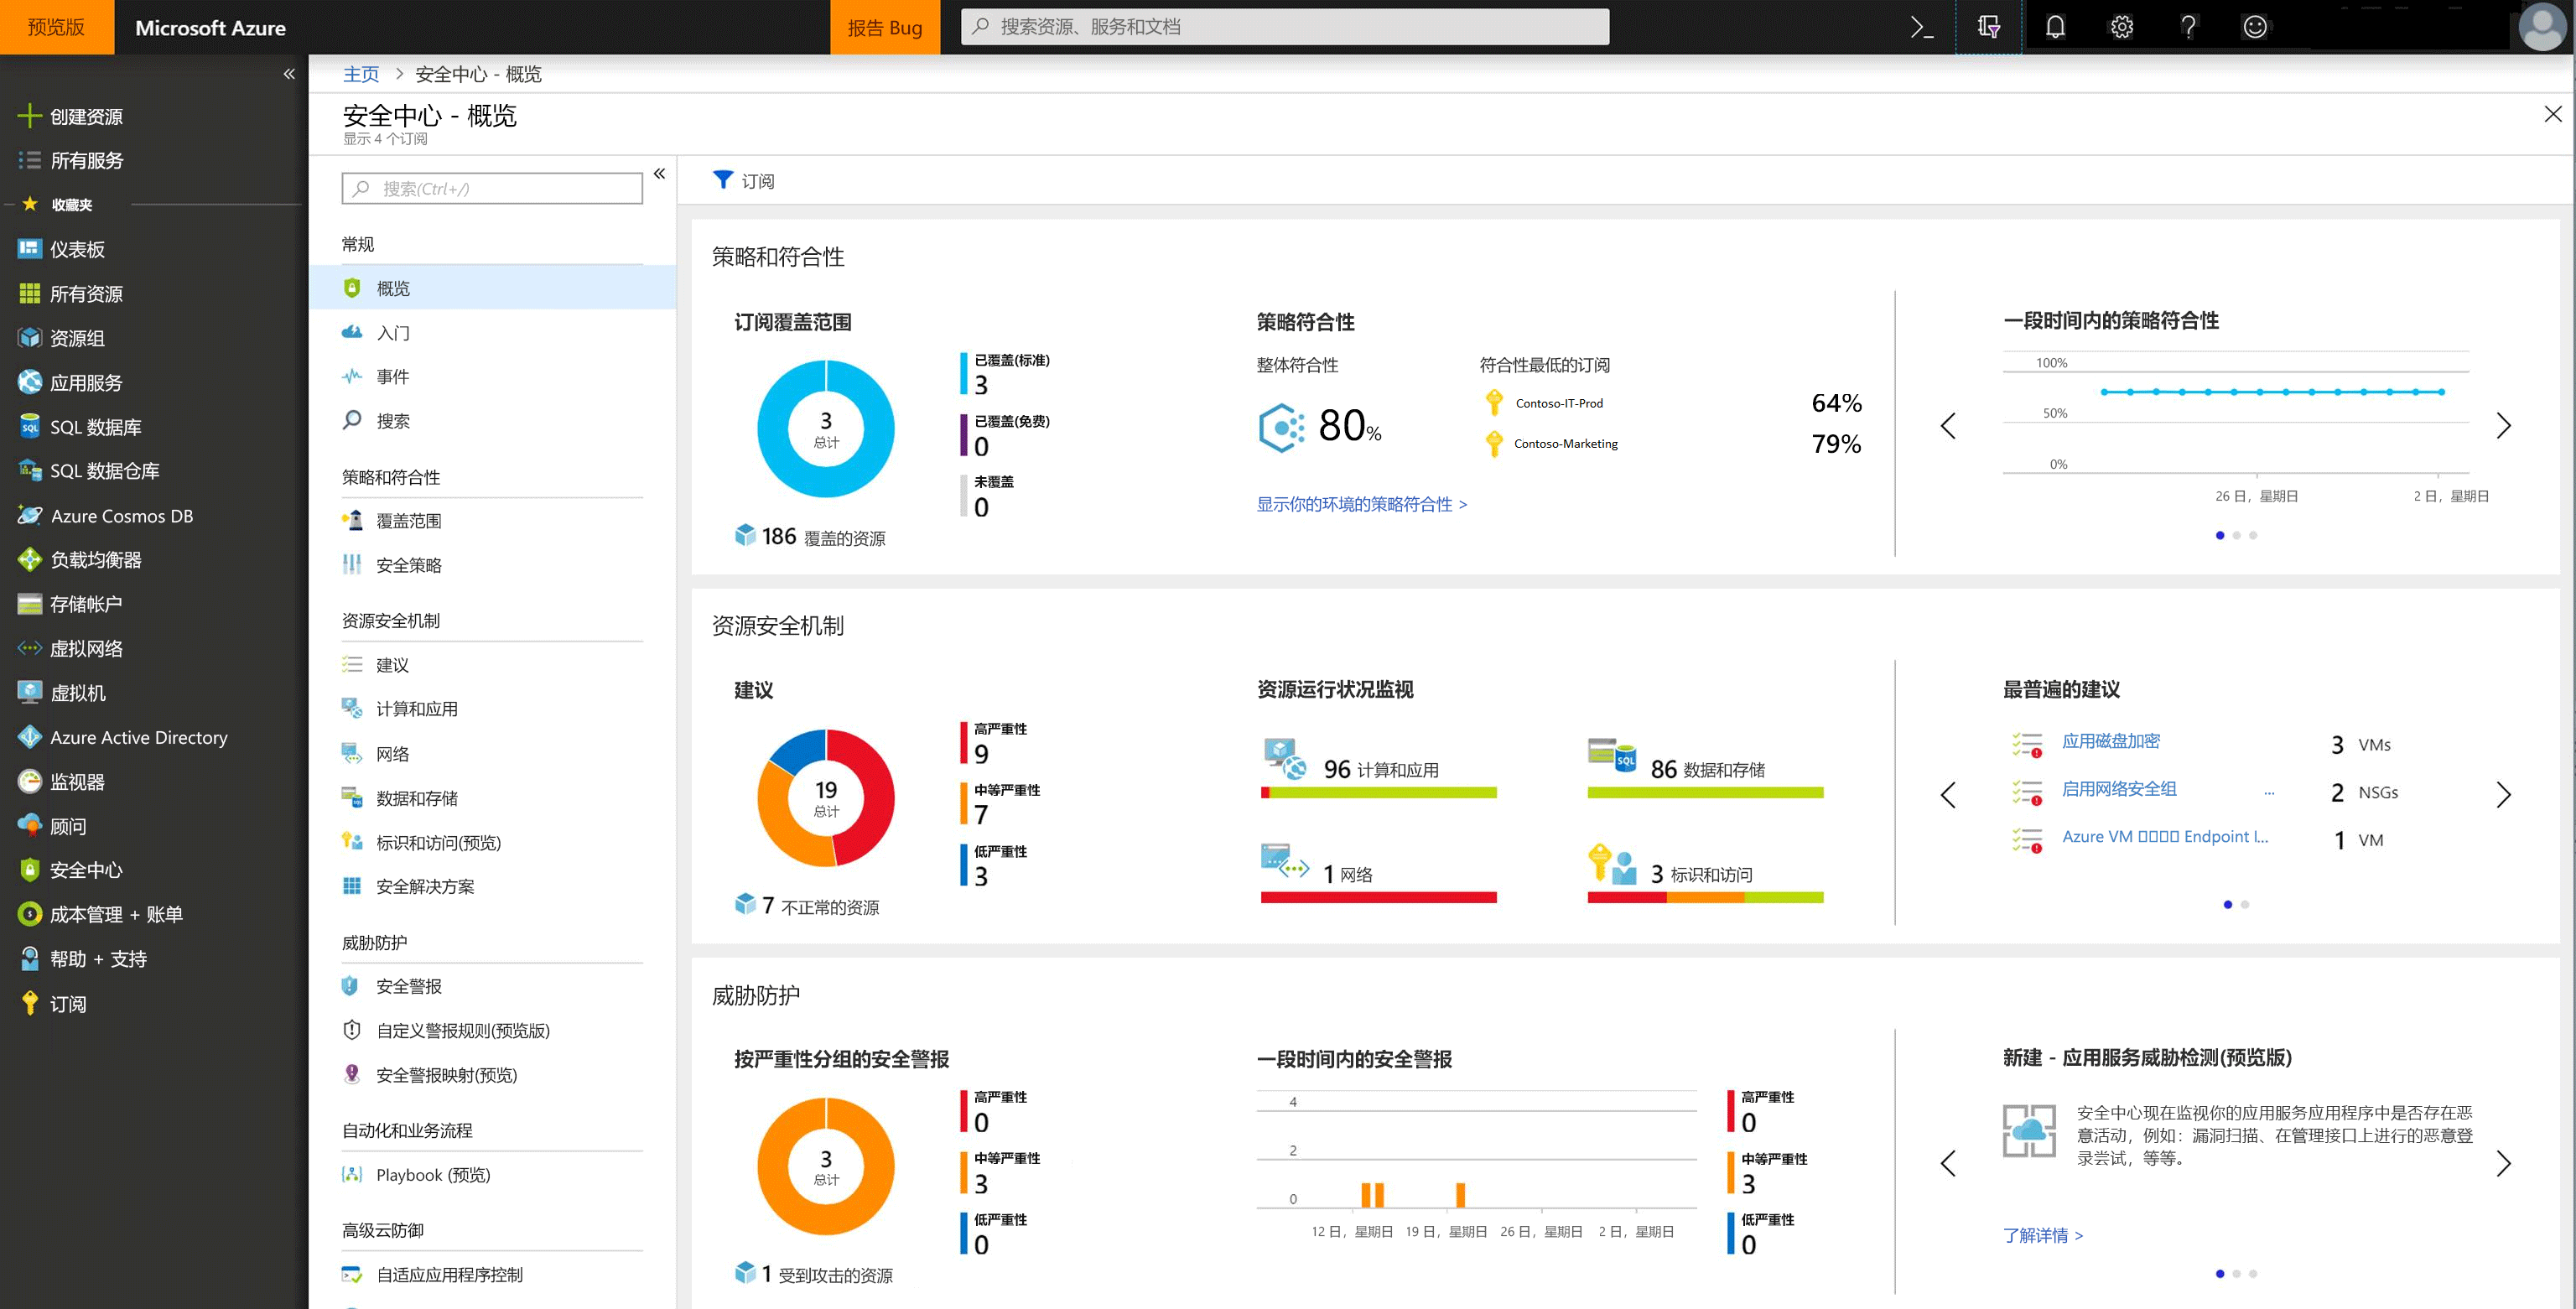 预览版
Microsoft Azure
报告 Bug
搜索资源、服务和文档
创建资源
所有服务
收藏夹
仪表板
所有资源
资源组
应用服务
SQL 数据库
SQL 数据仓库
Azure Cosmos DB
负载均衡器
存储帐户
虚拟网络
虚拟机
Azure Active Directory
监视器
顾问
安全中心
成本管理 + 账单
帮助 + 支持
订阅
主页 > 安全中心 - 概览
安全中心 - 概览
显示 4 个订阅
搜索(Ctrl+/)
常规
概览
入门
事件
搜索
策略和符合性
覆盖范围
安全策略
资源安全机制
建议
计算和应用
网络
数据和存储
标识和访问(预览)
安全解决方案
威胁防护
安全警报
自定义警报规则(预览版)
安全警报映射(预览)
自动化和业务流程
Playbook (预览)
高级云防御
自适应应用程序控制
订阅
策略和符合性
订阅覆盖范围
3
总计
已覆盖(标准)
3
已覆盖(免费)
0
未覆盖
0
186 覆盖的资源
策略符合性
整体符合性
80%
符合性最低的订阅
Contoso-IT-Prod 64%
Contoso-Marketing 79%
显示你的环境的策略符合性 >
一段时间内的策略符合性
100%
50%
0%
26 日，星期日 2 日，星期日
资源安全机制
建议
19
总计
高严重性
9
中等严重性
7
低严重性
3
7 不正常的资源
资源运行状况监视
96 计算和应用
86 数据和存储
1 网络
3 标识和访问
最普遍的建议
应用磁盘加密 3 VMs
启用网络安全组 ... 2 NSGs
Azure VM □□□□ Endpoint I... 1 VM
威胁防护
按严重性分组的安全警报
3
总计
高严重性
0
中等严重性
3
低严重性
0
1 受到攻击的资源
一段时间内的安全警报
4
2
0
12 日，星期日 19 日，星期日 26 日，星期日 2 日，星期日
高严重性
0
中等严重性
3
低严重性
0
新建 - 应用服务威胁检测(预览版)
安全中心现在监视你的应用服务应用程序中是否存在恶
意活动，例如：漏洞扫描、在管理接口上进行的恶意登
录尝试，等等。
了解详情 >